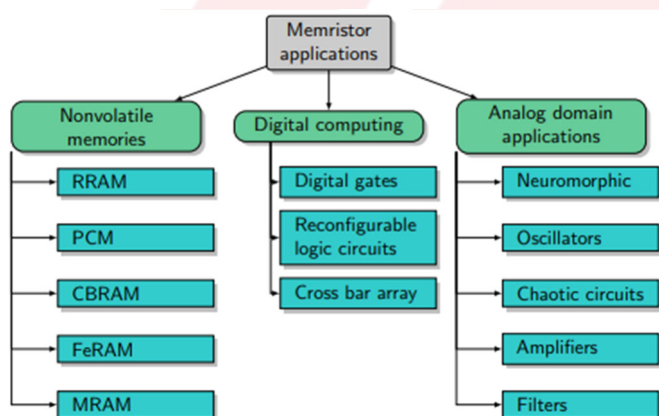 Memristor
applications
Nonvolatile
memories
RRAM
PCM
CBRAM
FeRAM
MRAM
Digital computing
Digital gates
Reconfigurable
logic circuits
Cross bar array
Analog domain
applications
Neuromorphic
Oscillators
Chaotic circuits
Amplifiers
Filters